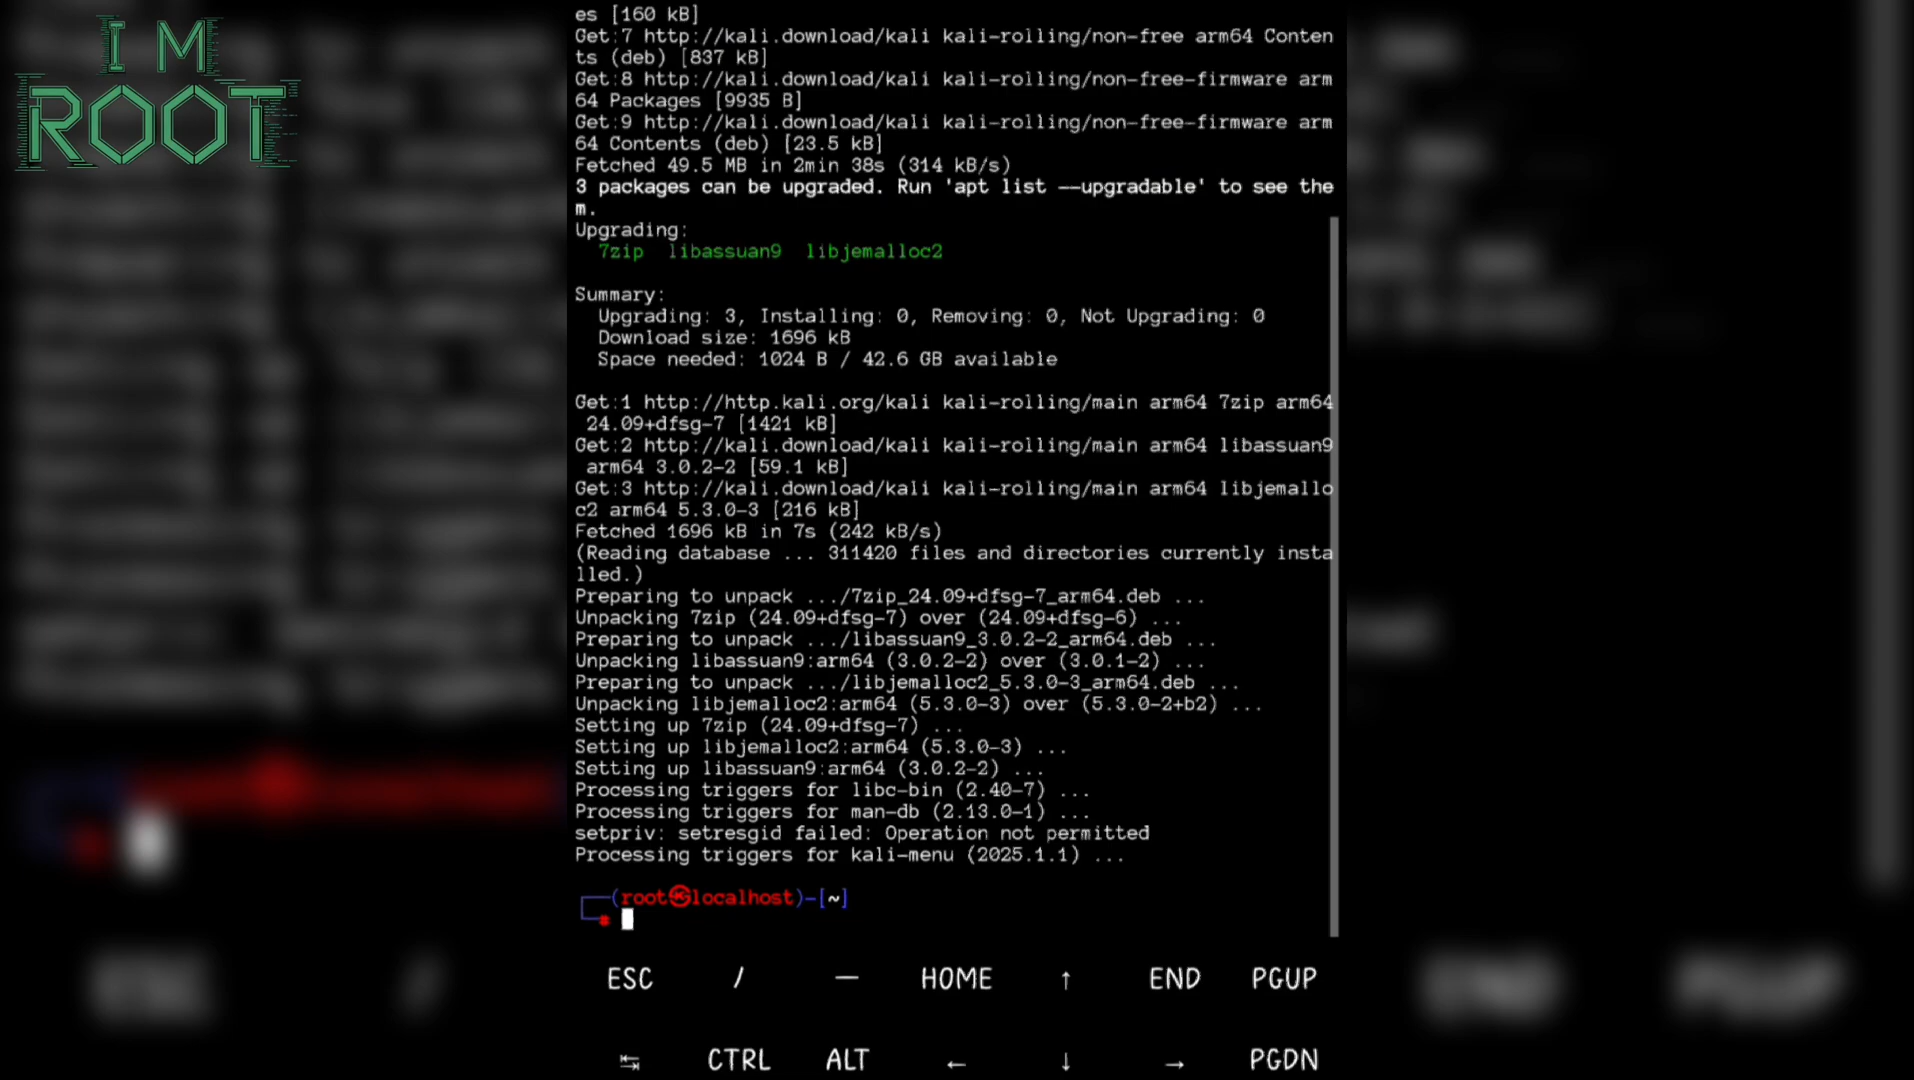 I M
ROOT
es [160 kB]
Get:7 http://kali.download/kali kali-rolling/non-free arm64 Conten
ts (deb) [837 kB]
Get:8 http://kali.download/kali kali-rolling/non-free-firmware arm
64 Packages [9935 B]
Get:9 http://kali.download/kali kali-rolling/non-free-firmware arm
64 Contents (deb) [23.5 kB]
Fetched 49.5 MB in 2min 38s (314 kB/s)
3 packages can be upgraded. Run 'apt list --upgradable' to see the
m.
Upgrading:
7zip libassuan9 libjemalloc2
Summary:
Upgrading: 3, Installing: 0, Removing: 0, Not Upgrading: 0
Download size: 1696 kB
Space needed: 1024 B / 42.6 GB available
Get:1 http://http.kali.org/kali kali-rolling/main arm64 7zip arm64
24.09+dfsg-7 [1421 kB]
Get:2 http://kali.download/kali kali-rolling/main arm64 libassuan9
arm64 3.0.2-2 [59.1 kB]
Get:3 http://kali.download/kali kali-rolling/main arm64 libjemallo
c2 arm64 5.3.0-3 [216 kB]
Fetched 1696 kB in 7s (242 kB/s)
(Reading database ... 311420 files and directories currently insta
lled.)
Preparing to unpack .../7zip_24.09+dfsg-7_arm64.deb ...
Unpacking 7zip (24.09+dfsg-7) over (24.09+dfsg-6) ...
Preparing to unpack .../libassuan9_3.0.2-2_arm64.deb ...
Unpacking libassuan9:arm64 (3.0.2-2) over (3.0.1-2) ...
Preparing to unpack .../libjemalloc2_5.3.0-3_arm64.deb ...
Unpacking libjemalloc2:arm64 (5.3.0-3) over (5.3.0-2+b2) ...
Setting up 7zip (24.09+dfsg-7) ...
Setting up libjemalloc2:arm64 (5.3.0-3) ...
Setting up libassuan9:arm64 (3.0.2-2) ...
Processing triggers for libc-bin (2.40-7) ...
Processing triggers for man-db (2.13.0-1) ...
setpriv: setresgid failed: Operation not permitted
Processing triggers for kali-menu (2025.1.1) ...
┌──(root㉿localhost)-[~]
└─#
ESC / — HOME ↑ END PGUP
↹ CTRL ALT ← ↓ → PGDN